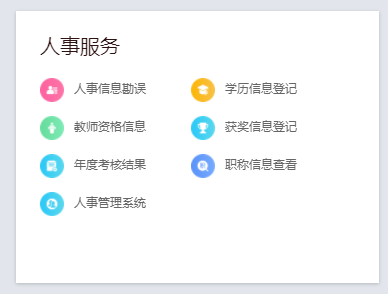 人事服务
人事信息勘误 学历信息登记
教师资格信息 获奖信息登记
年度考核结果 职称信息查看
人事管理系统